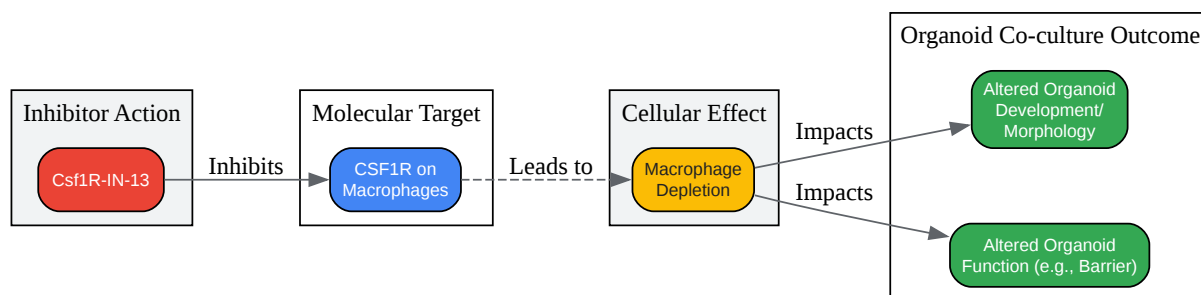 Inhibitor Action
Csf1R-IN-13
Inhibits
Molecular Target
CSF1R on
Macrophages
Leads to
Cellular Effect
Macrophage
Depletion
Impacts
Impacts
Organoid Co-culture Outcome
Altered Organoid
Development/
Morphology
Altered Organoid
Function (e.g., Barrier)